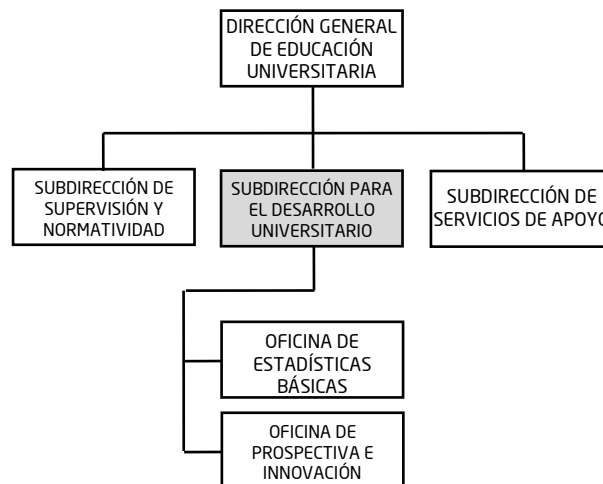 DIRECCIÓN GENERAL
DE EDUCACIÓN
UNIVERSITARIA
SUBDIRECCIÓN DE
SUPERVISIÓN Y
NORMATIVIDAD
SUBDIRECCIÓN PARA
EL DESARROLLO
UNIVERSITARIO
SUBDIRECCIÓN DE
SERVICIOS DE APOYO
OFICINA DE
ESTADÍSTICAS
BÁSICAS
OFICINA DE
PROSPECTIVA E
INNOVACIÓN